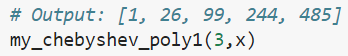 # Output: [1, 26, 99, 244, 485]
my_chebyshev_poly1(3,x)